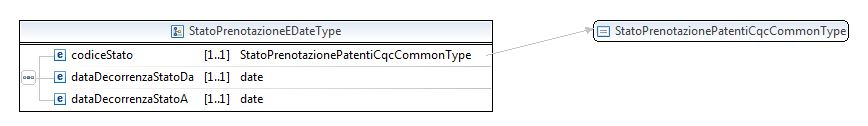 StatoPrenotazioneEDateType
StatoPrenotazionePatentiCqcCommonType
e codiceStato [1..1] StatoPrenotazionePatentiCqcCommonType
e dataDecorrenzaStatoDa [1..1] date
e dataDecorrenzaStatoA [1..1] date